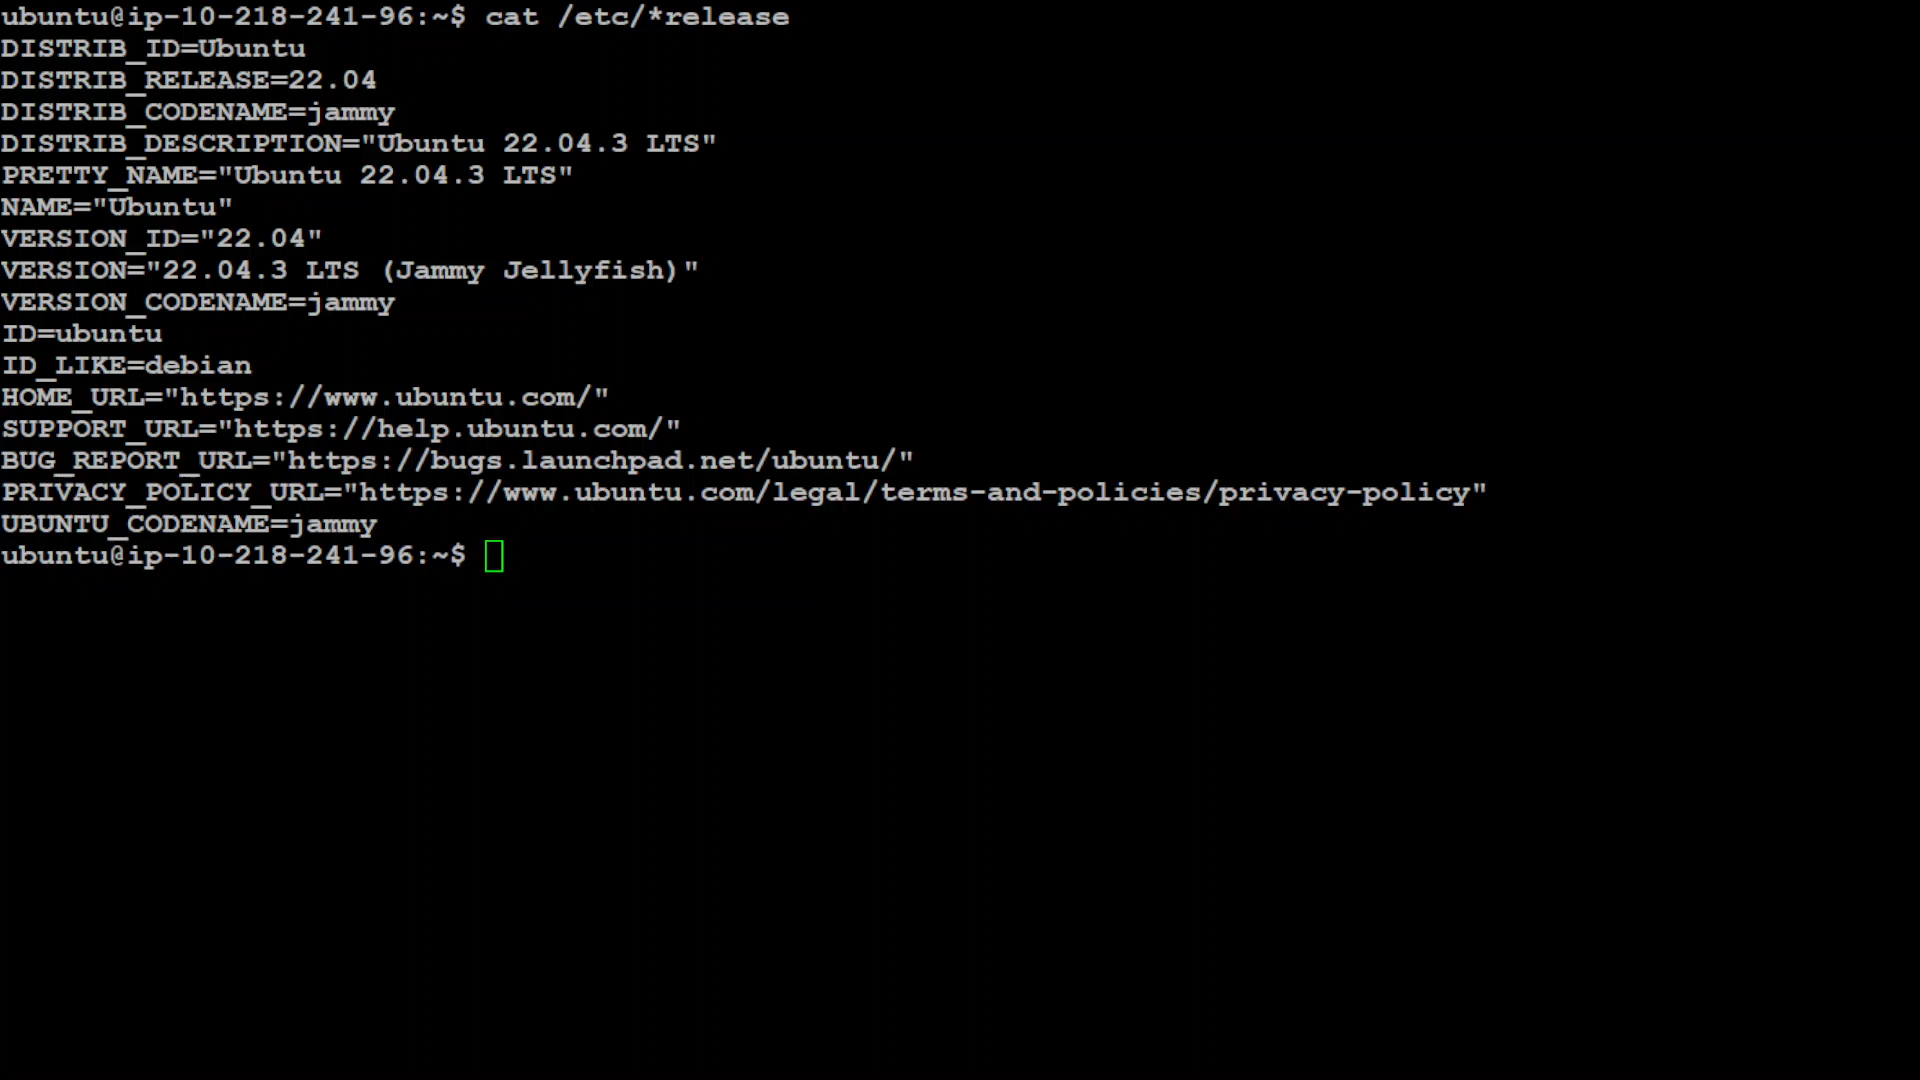 ubuntu@ip-10-218-241-96:~$ cat /etc/*release
DISTRIB_ID=Ubuntu
DISTRIB_RELEASE=22.04
DISTRIB_CODENAME=jammy
DISTRIB_DESCRIPTION="Ubuntu 22.04.3 LTS"
PRETTY_NAME="Ubuntu 22.04.3 LTS"
NAME="Ubuntu"
VERSION_ID="22.04"
VERSION="22.04.3 LTS (Jammy Jellyfish)"
VERSION_CODENAME=jammy
ID=ubuntu
ID_LIKE=debian
HOME_URL="https://www.ubuntu.com/"
SUPPORT_URL="https://help.ubuntu.com/"
BUG_REPORT_URL="https://bugs.launchpad.net/ubuntu/"
PRIVACY_POLICY_URL="https://www.ubuntu.com/legal/terms-and-policies/privacy-policy"
UBUNTU_CODENAME=jammy
ubuntu@ip-10-218-241-96:~$